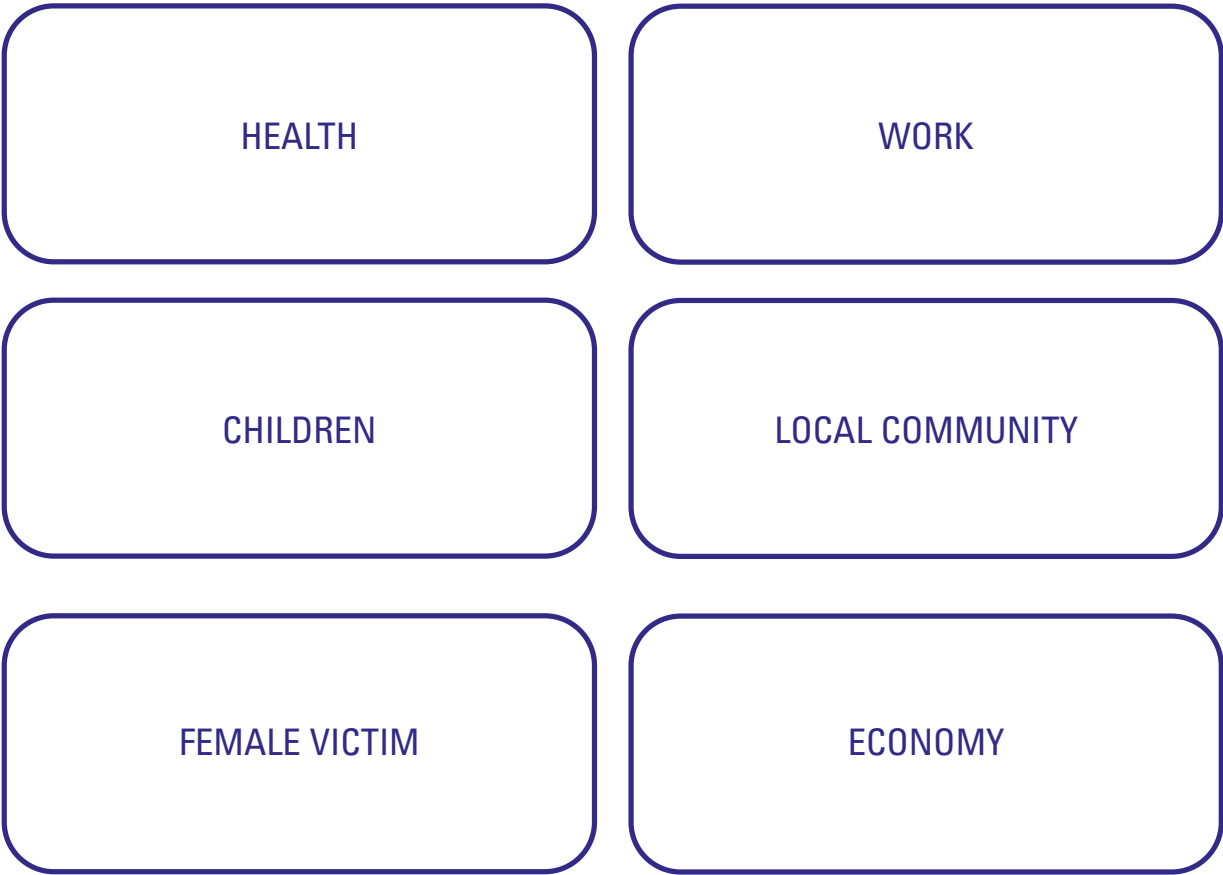 HEALTH
WORK
CHILDREN
LOCAL COMMUNITY
FEMALE VICTIM
ECONOMY